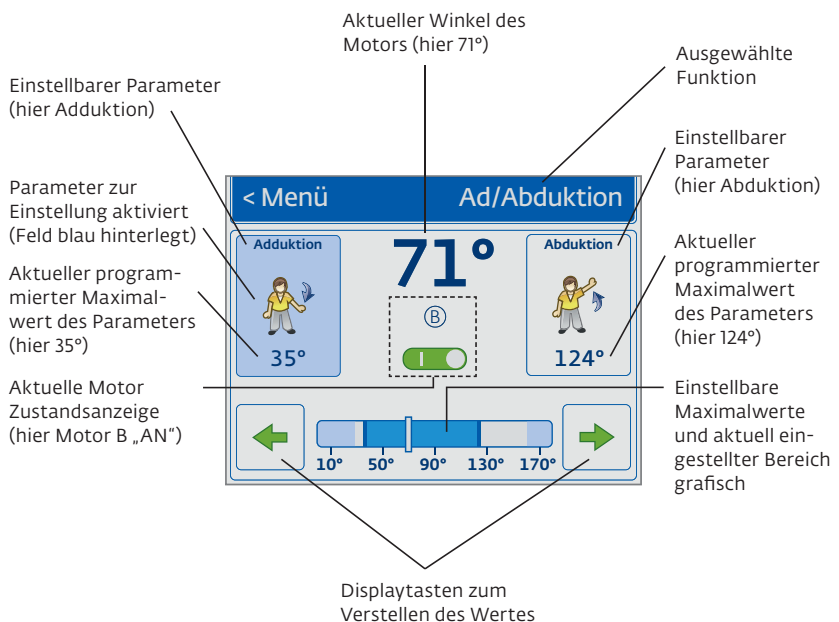 Aktueller Winkel des
Motors (hier 71°)
Ausgewählte
Funktion
Einstellbarer Parameter
(hier Adduktion)
Einstellbarer
Parameter
(hier Abduktion)
Parameter zur
Einstellung aktiviert
(Feld blau hinterlegt)
Aktueller program-
mierter Maximal-
wert des Parameters
(hier 35°)
Aktuelle Motor
Zustandsanzeige
(hier Motor B „AN“)
< Menü Ad/Abduktion
Adduktion
71°
Abduktion
B
35°
124°
10° 50° 90° 130° 170°
Aktueller
programmierter
Maximalwert
des Parameters
(hier 124°)
Einstellbare
Maximalwerte
und aktuell ein-
gestellter Bereich
grafisch
Displaytasten zum
Verstellen des Wertes